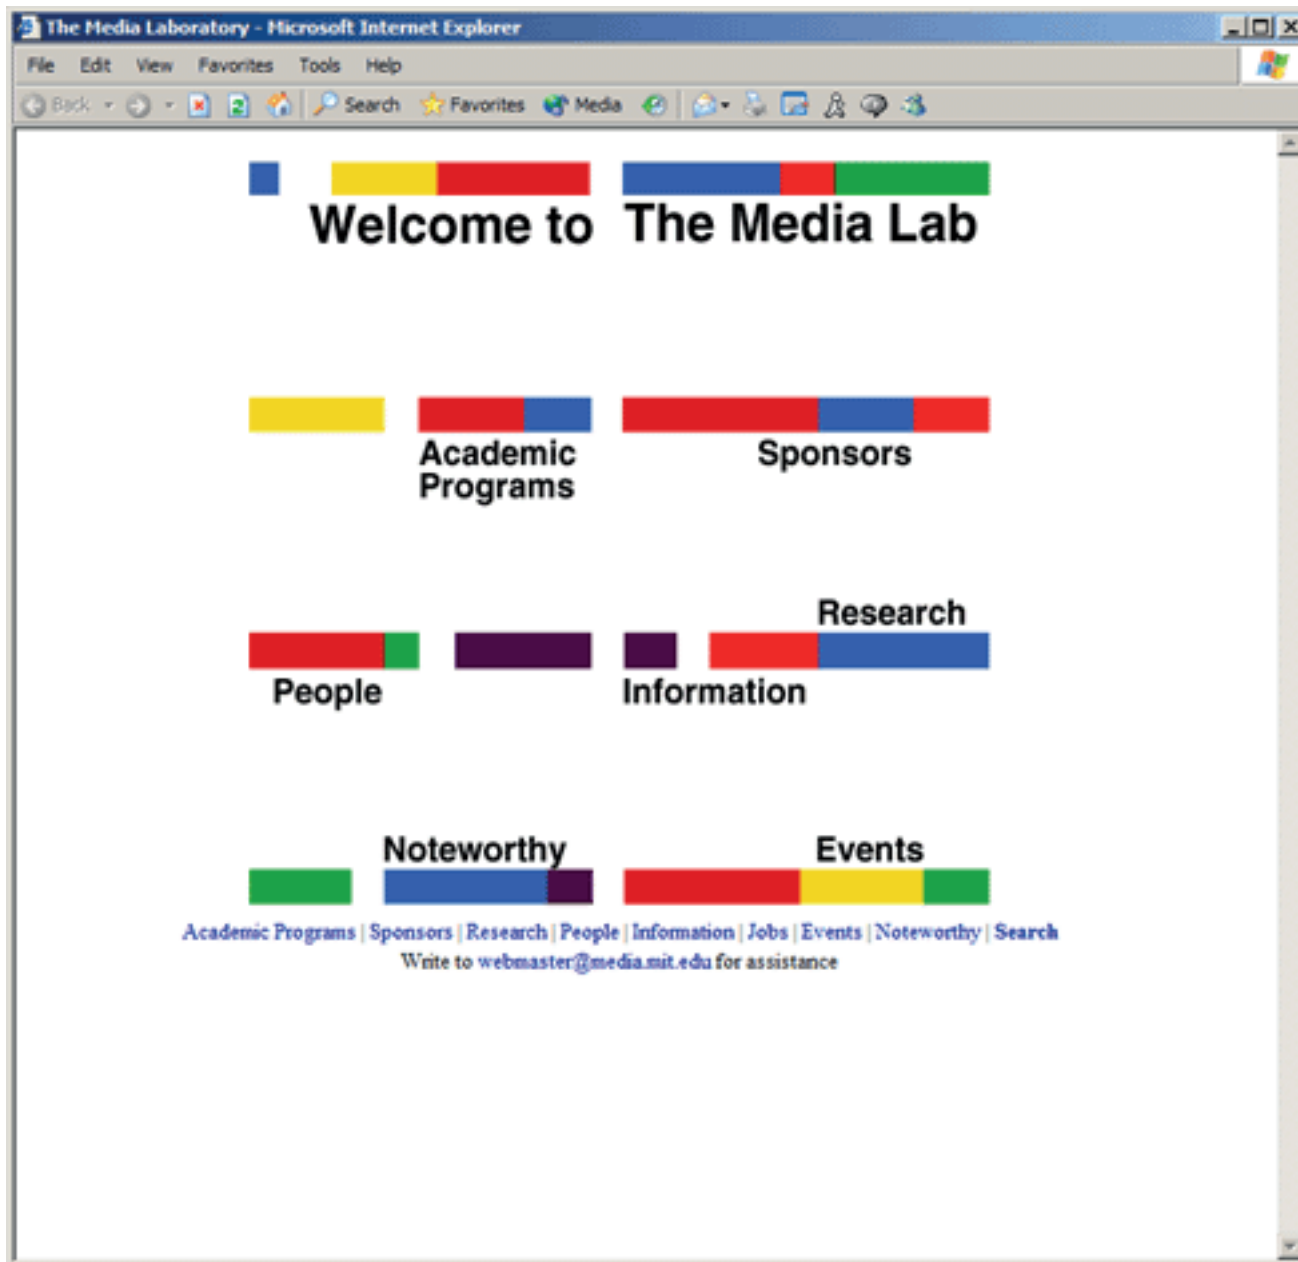 The Media Laboratory - Microsoft Internet Explorer
File Edit View Favorites Tools Help
Back Search Favorites Media
Welcome to The Media Lab
Academic Programs
Sponsors
Research
People
Information
Noteworthy
Events
Academic Programs | Sponsors | Research | People | Information | Jobs | Events | Noteworthy | Search
Write to webmaster@media.mit.edu for assistance